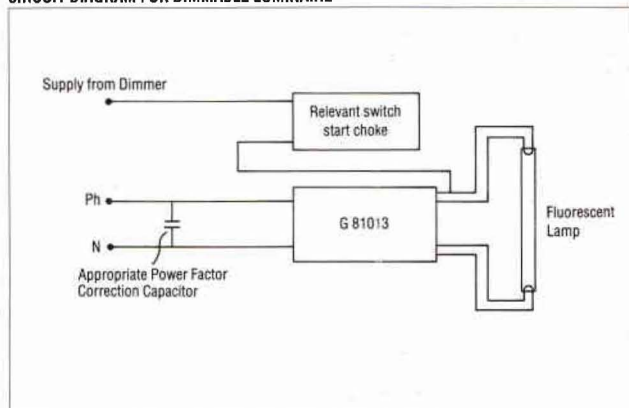 CIRCUIT DIAGRAM FOR DIMMABLE LUMINAIRE
Supply from Dimmer
Relevant switch
start choke
Ph
G 81013
N
Fluorescent
Lamp
Appropriate Power Factor
Correction Capacitor